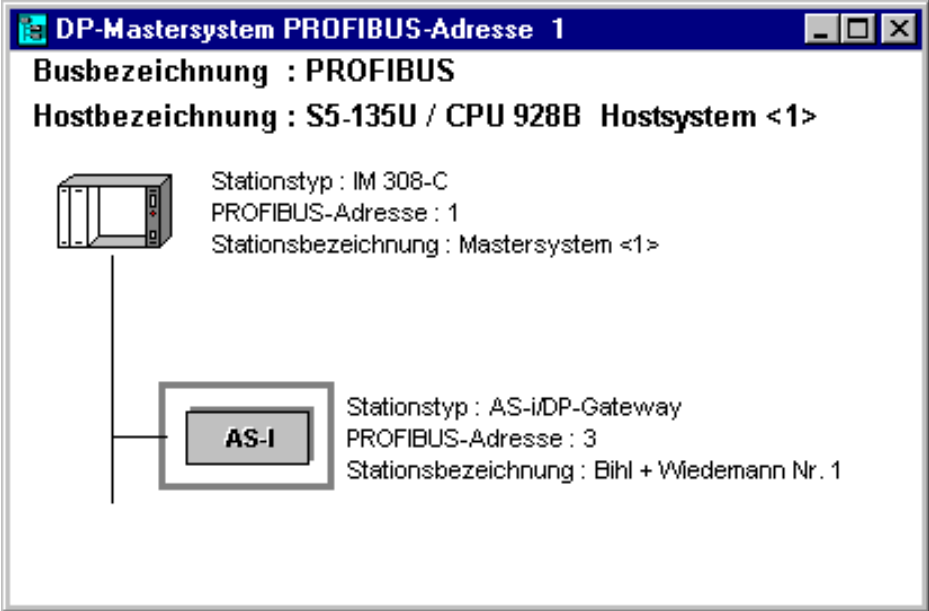 DP-Mastersystem PROFIBUS-Adresse 1
Busbezeichnung : PROFIBUS
Hostbezeichnung : S5-135U / CPU 928B Hostsystem <1>
Stationstyp : IM 308-C
PROFIBUS-Adresse : 1
Stationsbezeichnung : Mastersystem <1>
AS-I
Stationstyp : AS-i/DP-Gateway
PROFIBUS-Adresse : 3
Stationsbezeichnung : Bihl + Wiedemann Nr. 1